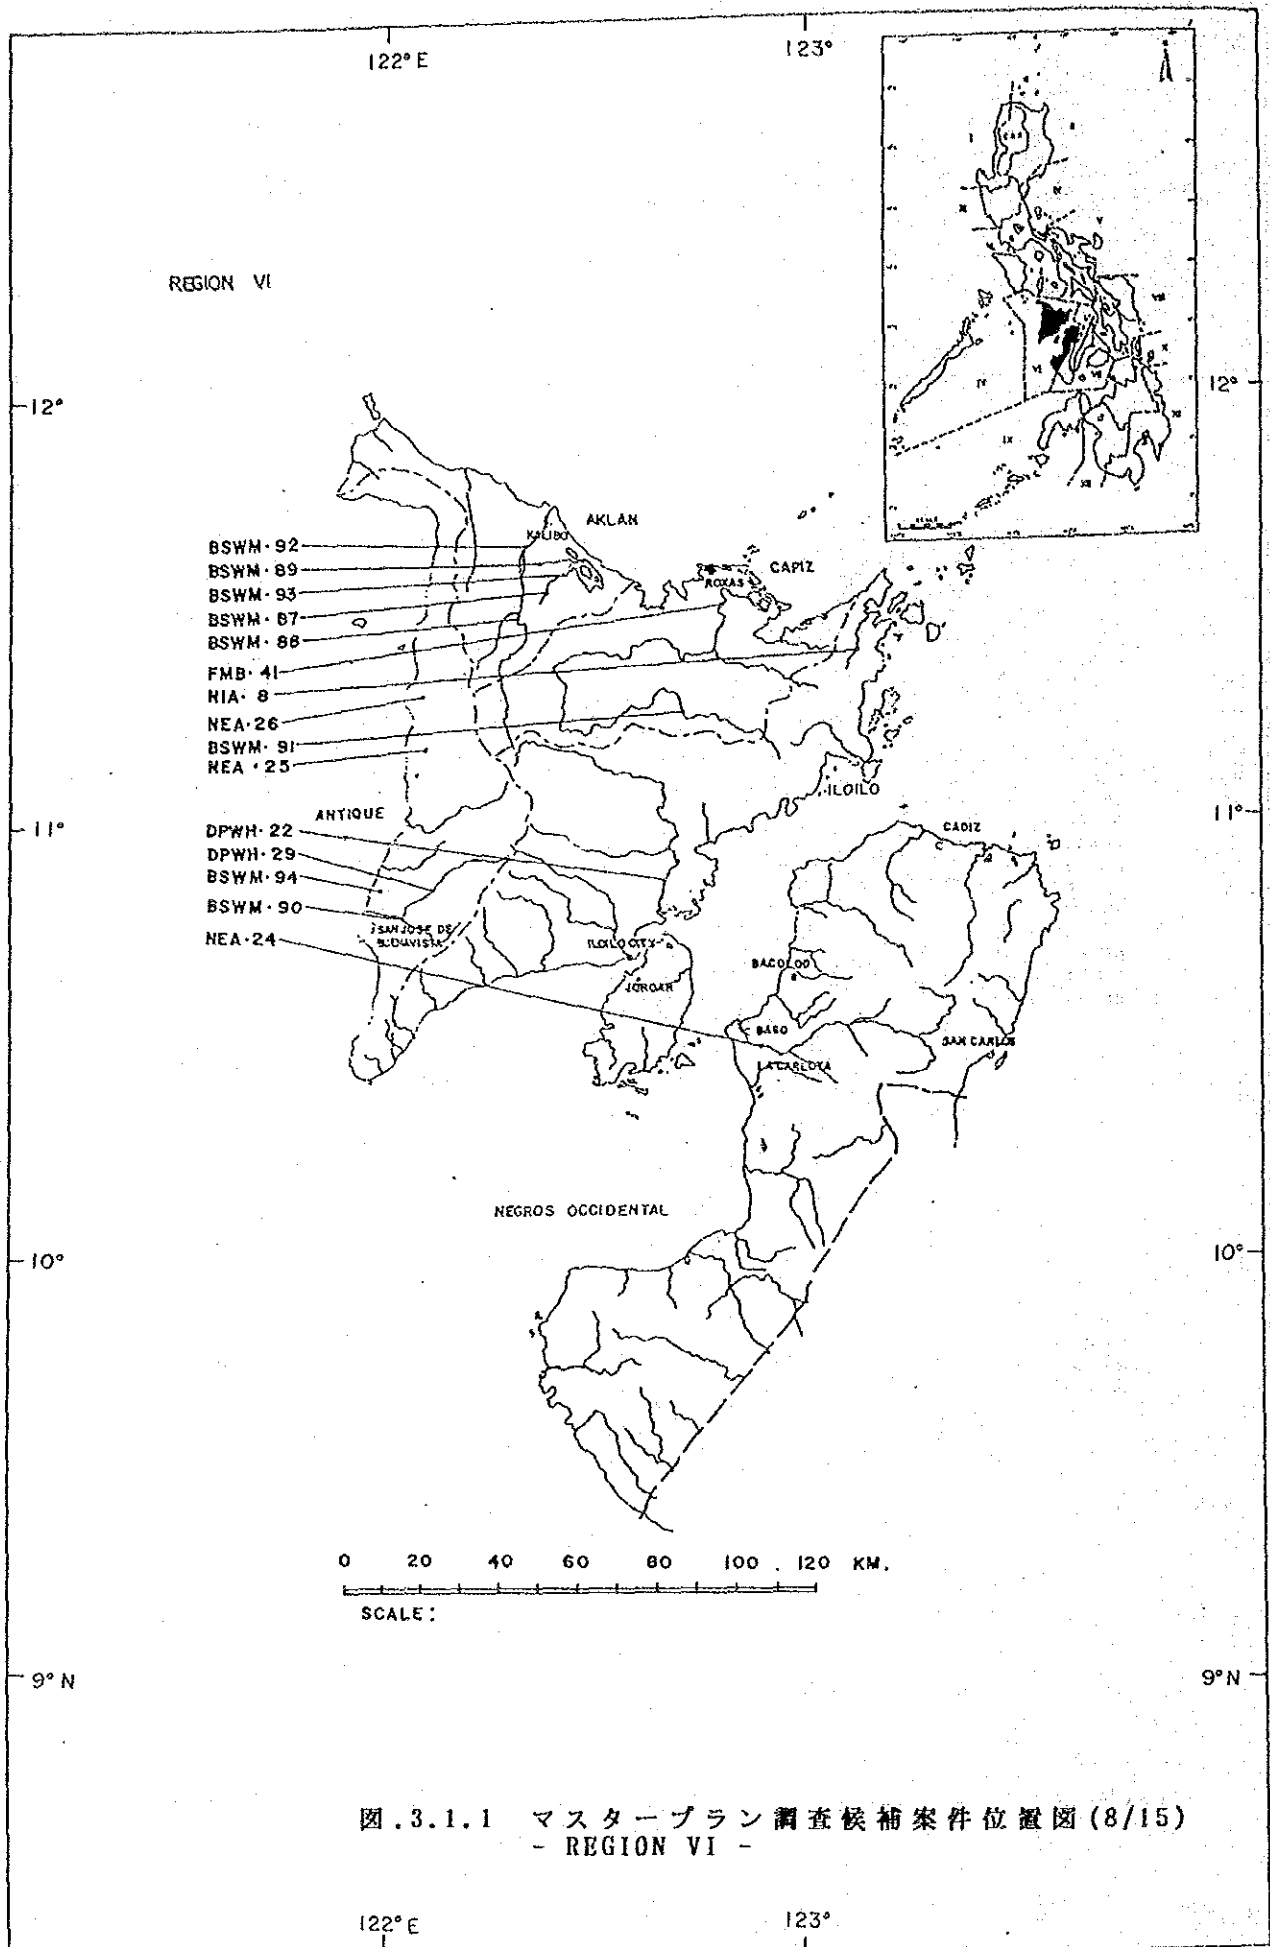 122° E
123°
REGION VI
12°
12°
AKLAN
KALIBO
CAPIZ
ROXAS
BSWM·92
BSWM·89
BSWM·93
BSWM·87
BSWM·88
FMB·41
NIA·8
NEA·26
BSWM·91
NEA·25
ILOILO
ANTIQUE
11°
11°
CADIZ
DPWH·22
DPWH·29
BSWM·94
BSWM·90
SAN JOSE DE
BUENAVISTA
NEA·24
ILOILO CITY
BACOLOD
JORDAN
BAGO
SAN CARLOS
LA CARLOTA
NEGROS OCCIDENTAL
10°
10°
0 20 40 60 80 100 120 KM.
SCALE:
9° N
9° N
図.3.1.1 マスタープラン調査候補案件位置図(8/15)
- REGION VI -
122° E
123°